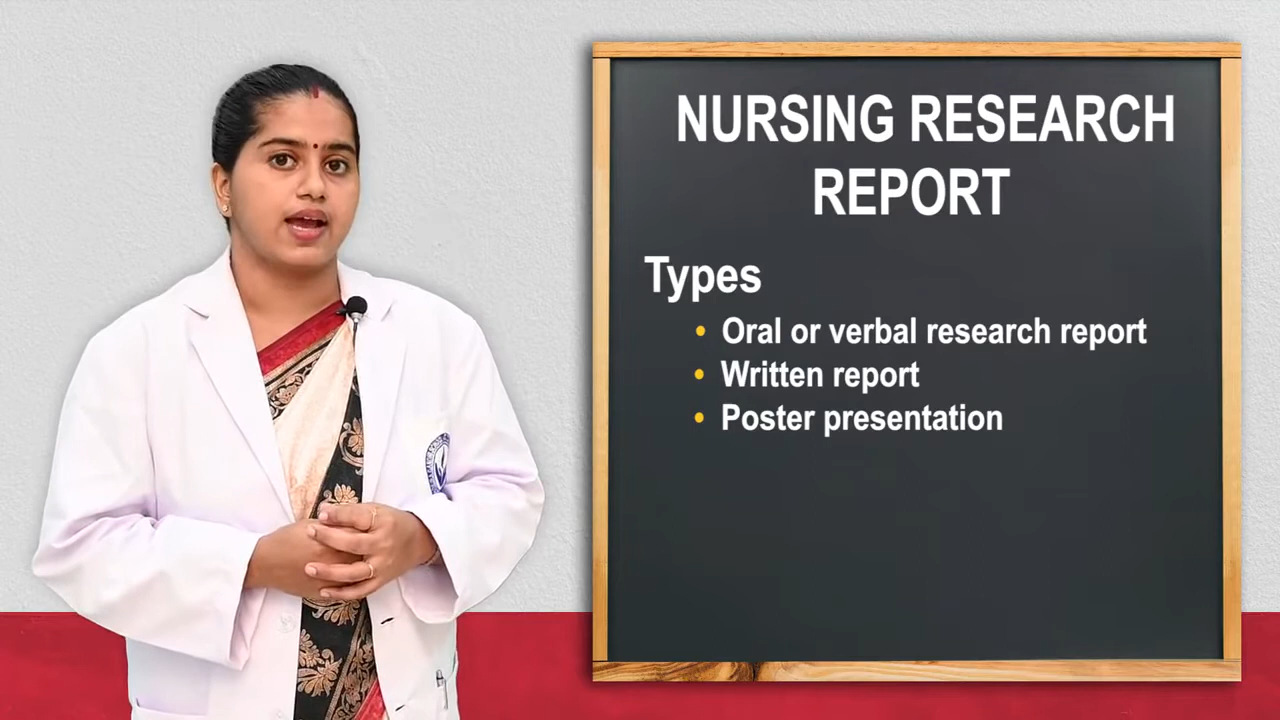 NURSING RESEARCH
REPORT
Types
• Oral or verbal research report
• Written report
• Poster presentation